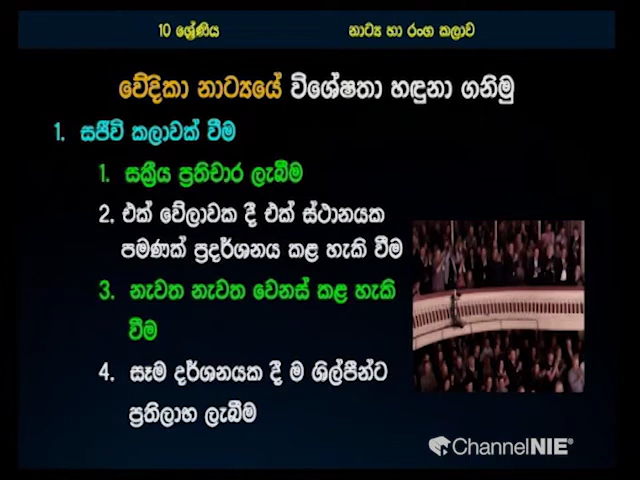 10 ශ්‍රේණිය
නාට්‍ය හා රංග කලාව
වේදිකා නාට්‍යයේ විශේෂතා හඳුනා ගනිමු
1. සජීවි කලාවක් වීම
1. සක්‍රීය ප්‍රතිචාර ලැබීම
2. එක් වේලාවක දී එක් ස්ථානයක
පමණක් ප්‍රදර්ශනය කළ හැකි වීම
3. නැවත නැවත වෙනස් කළ හැකි
වීම
4. සෑම දර්ශනයක දී ම ශිල්පීන්ට
ප්‍රතිලාභ ලැබීම
ChannelNIE